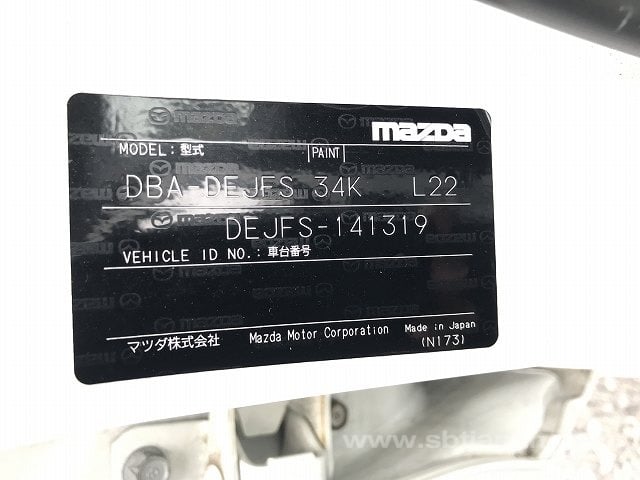 mazda
MODEL: 型式 PAINT
DBA-DEJFS 34K L22
DEJFS-141319
VEHICLE ID NO.: 車台番号
マツダ株式会社 Mazda Motor Corporation Made in Japan
(N173)